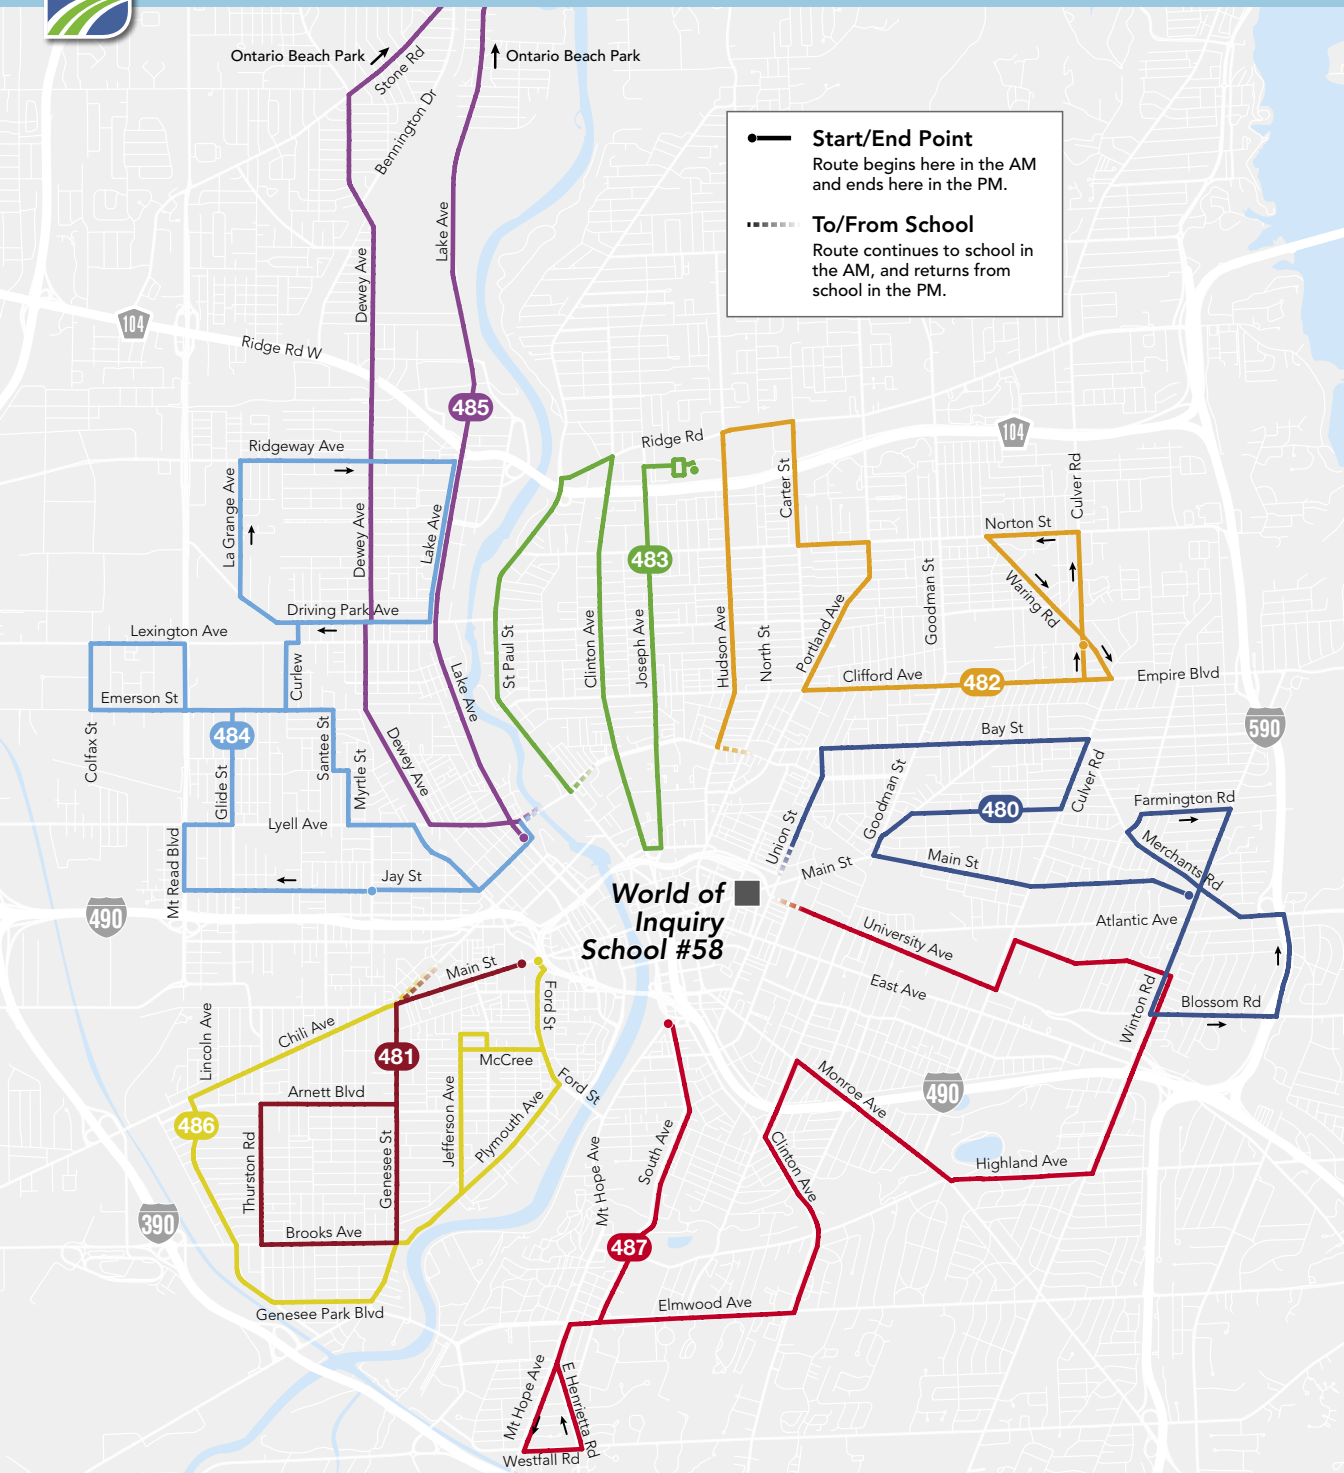 Ontario Beach Park
Ontario Beach Park
Stone Rd
Bennington Dr
Start/End Point
Route begins here in the AM
and ends here in the PM.
To/From School
Route continues to school in
the AM, and returns from
school in the PM.
Lake Ave
Dewey Ave
104
Ridge Rd W
485
104
Ridge Rd
Ridgeway Ave
La Grange Ave
Dewey Ave
Lake Ave
Carter St
Culver Rd
Norton St
483
Waring Rd
Goodman St
Driving Park Ave
Lexington Ave
Curlew
Emerson St
St Paul St
Clinton Ave
Joseph Ave
Hudson Ave
North St
Portland Ave
Clifford Ave
482
Empire Blvd
Lake Ave
Colfax St
484
Santee St
Dewey Ave
Bay St
590
Glide St
Myrtle St
Goodman St
Culver Rd
480
Farmington Rd
Lyell Ave
Union St
Merchants Rd
Mt Read Blvd
Jay St
Main St
Main St
490
World of
Inquiry
School #58
Atlantic Ave
University Ave
Main St
East Ave
Winton Rd
Blossom Rd
Ford St
Chili Ave
Lincoln Ave
481
McCree
Ford St
Monroe Ave
490
Arnett Blvd
486
Jefferson Ave
Plymouth Ave
Thurston Rd
Genesee St
Mt Hope Ave
South Ave
Clinton Ave
Highland Ave
390
Brooks Ave
487
Genesee Park Blvd
Elmwood Ave
Mt Hope Ave
E Henrietta Rd
Westfall Rd